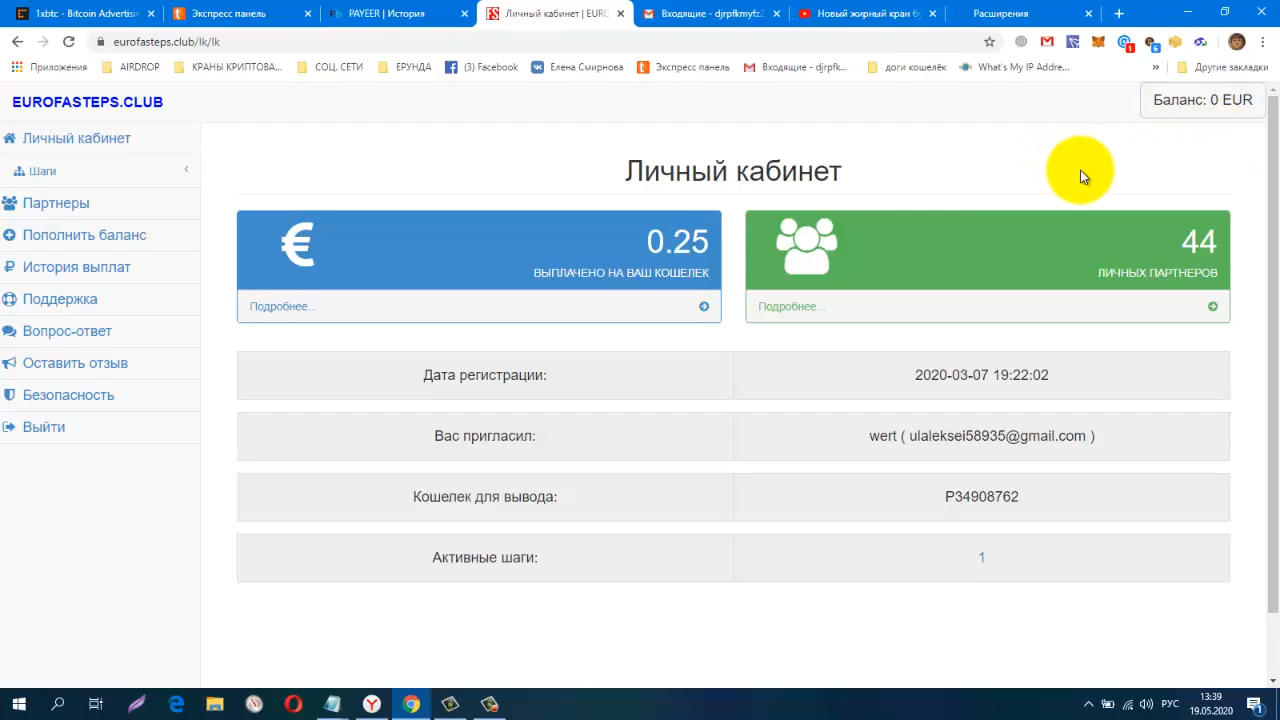 1xbtc - Bitcoin Advertisin
Экспресс панель
PAYEER | История
Личный кабинет | EURO
Входящие - djrpfkmyfz
Новый жирный кран б
Расширения
eurofasteps.club/lk/lk
Приложения
AIRDROP
КРАНЫ КРИПТОВА...
СОЦ. СЕТИ
ЕРУНДА
(3) Facebook
Елена Смирнова
Экспресс панель
Входящие - djrpfk...
доги кошелёк
What's My IP Addre...
»
Другие закладки
EUROFASTEPS.CLUB
Баланс: 0 EUR
Личный кабинет
Шаги
Партнеры
Пополнить баланс
История выплат
Поддержка
Вопрос-ответ
Оставить отзыв
Безопасность
Выйти
Личный кабинет
0.25
ВЫПЛАЧЕНО НА ВАШ КОШЕЛЕК
Подробнее...
44
ЛИЧНЫХ ПАРТНЕРОВ
Подробнее...
Дата регистрации: 2020-03-07 19:22:02
Вас пригласил: wert ( ulaleksei58935@gmail.com )
Кошелек для вывода: P34908762
Активные шаги: 1
РУС
13:39
19.05.2020